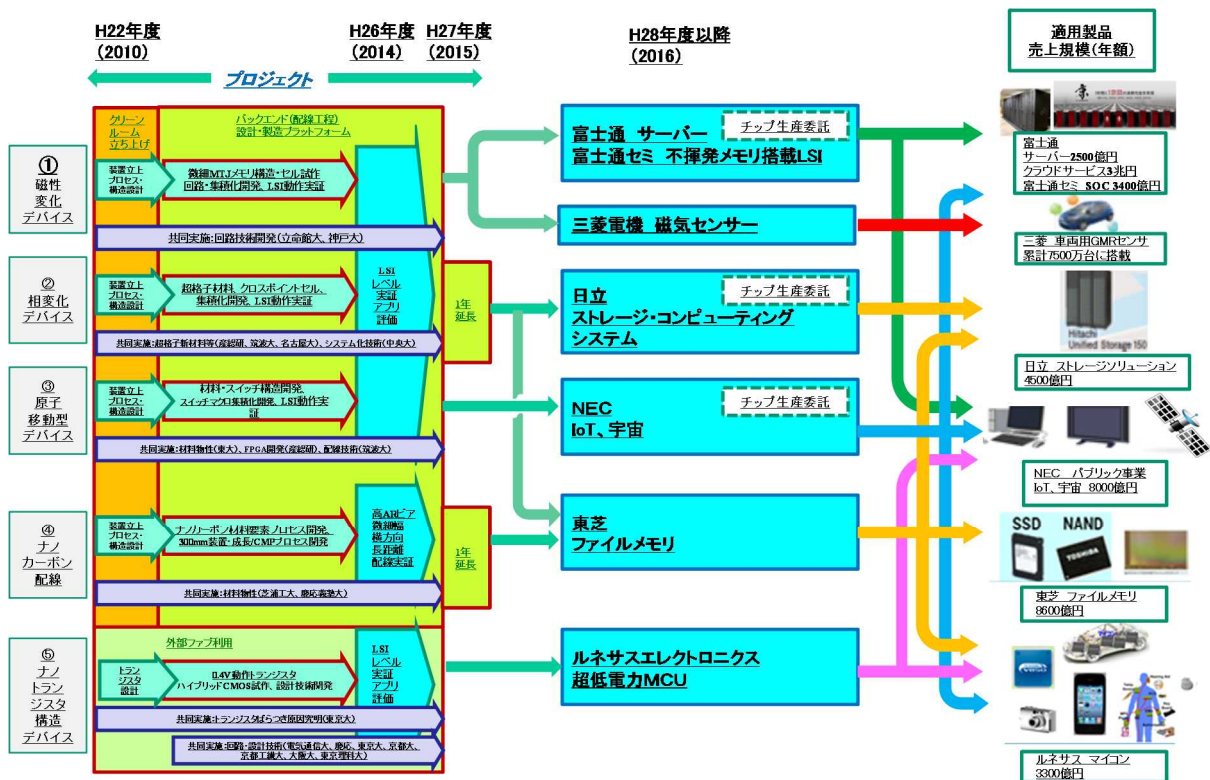 H22年度
(2010)
H26年度
(2014)
H27年度
(2015)
H28年度以降
(2016)
適用製品
売上規模(年額)
プロジェクト
クリーン
ルーム
立ち上げ
バックエンド(配線工程)
設計・製造プラットフォーム
①
磁性
変化
デバイス
装置立上
プロセス・
構造設計
微細MTJメモリ構造・セル試作
回路・集積化開発、LSI動作実証
共同実施:回路技術開発(立命館大、神戸大)
②
相変化
デバイス
装置立上
プロセス・
構造設計
超格子材料、クロスポイントセル、
集積化開発、LSI動作実証
LSI
レベル
実証
アプリ
評価
1年
延長
共同実施:超格子新材料等(産総研、筑波大、名古屋大)、システム化技術(中央大)
③
原子
移動型
デバイス
装置立上
プロセス・
構造設計
材料・スイッチ構造開発、
スイッチマクロ集積化開発、LSI動作実
証
共同実施:材料物性(東大)、FPGA開発(産総研)、配線技術(筑波大)
④
ナノ
カーボン
配線
装置立上
プロセス・
構造設計
ナノカーボン材料要素プロセス開発、
300mm装置・成長/CMPプロセス開発
高ARビア
微細幅
横方向
長距離
配線実証
1年
延長
共同実施:材料物性(芝浦工大、慶応義塾大)
⑤
ナノ
トラン
ジスタ
構造
デバイス
外部ファブ利用
トラン
ジスタ
設計
0.4V動作トランジスタ
ハイブリッドCMOS試作、設計技術開発
LSI
レベル
実証
アプリ
評価
共同実施:トランジスタばらつき原因究明(東京大)
共同実施:回路・設計技術(電気通信大、慶応、東京大、京都大、
京都工繊大、大阪大、東京理科大)
富士通 サーバー
チップ生産委託
富士通セミ 不揮発メモリ搭載LSI
三菱電機 磁気センサー
日立
チップ生産委託
ストレージ・コンピューティング
システム
NEC
チップ生産委託
IoT、宇宙
東芝
ファイルメモリ
ルネサスエレクトロニクス
超低電力MCU
京
富士通
サーバー2500億円
クラウドサービス3兆円
富士通セミ SOC 3400億円
三菱 車両用GMRセンサ
累計7500万台に搭載
Hitachi
Unified Storage 150
日立 ストレージソリューション
4500億円
NEC パブリック事業
IoT、宇宙 8000億円
SSD NAND
TOSHIBA
東芝 ファイルメモリ
8600億円
ルネサス マイコン
3300億円